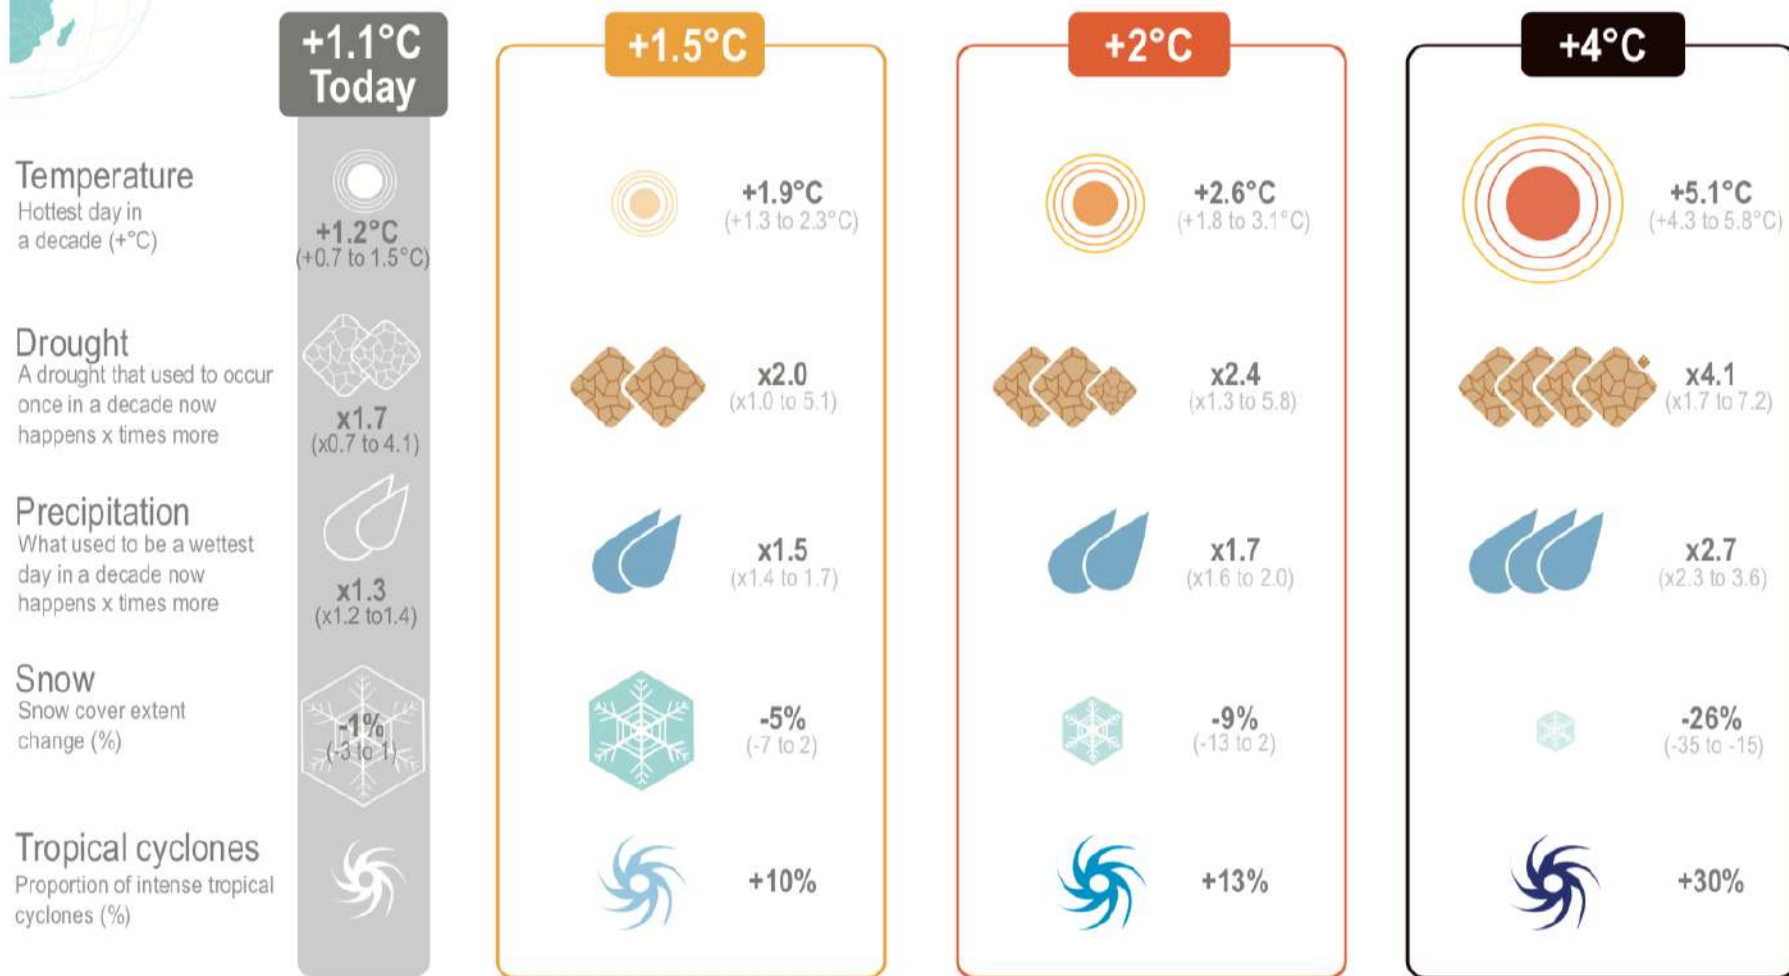 +1.1°C
Today
+1.5°C
+2°C
+4°C
Temperature
Hottest day in
a decade (+°C)
+1.2°C
(+0.7 to 1.5°C)
+1.9°C
(+1.3 to 2.3°C)
+2.6°C
(+1.8 to 3.1°C)
+5.1°C
(+4.3 to 5.8°C)
Drought
A drought that used to occur
once in a decade now
happens x times more
x1.7
(x0.7 to 4.1)
x2.0
(x1.0 to 5.1)
x2.4
(x1.3 to 5.8)
x4.1
(x1.7 to 7.2)
Precipitation
What used to be a wettest
day in a decade now
happens x times more
x1.3
(x1.2 to1.4)
x1.5
(x1.4 to 1.7)
x1.7
(x1.6 to 2.0)
x2.7
(x2.3 to 3.6)
Snow
Snow cover extent
change (%)
-1%
(-3 to 1)
-5%
(-7 to 2)
-9%
(-13 to 2)
-26%
(-35 to -15)
Tropical cyclones
Proportion of intense tropical
cyclones (%)
+10%
+13%
+30%